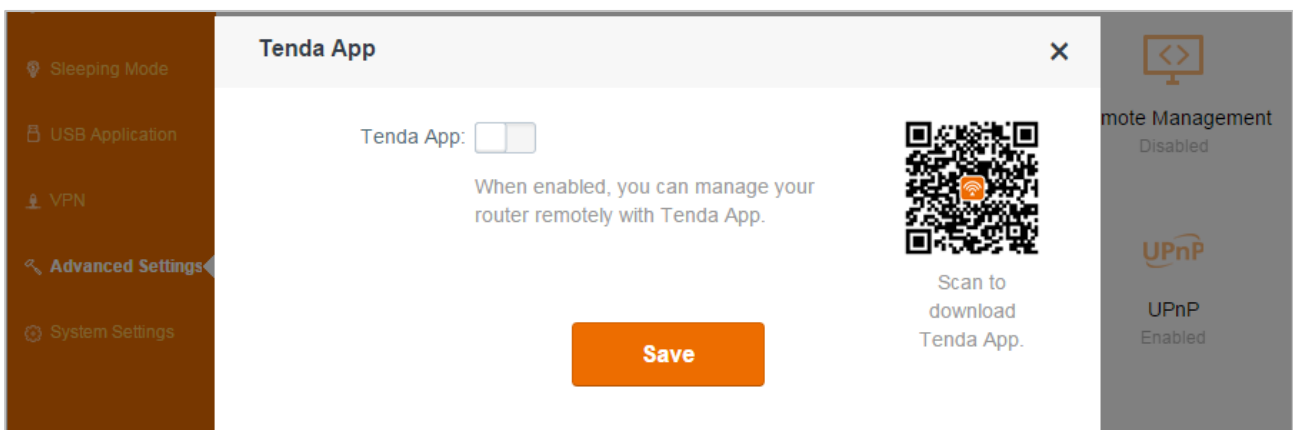 Tenda App
Sleeping Mode
USB Application
VPN
Advanced Settings
System Settings
Tenda App:
When enabled, you can manage your
router remotely with Tenda App.
Save
Scan to
download
Tenda App.
mote Management
Disabled
UPnP
UPnP
Enabled